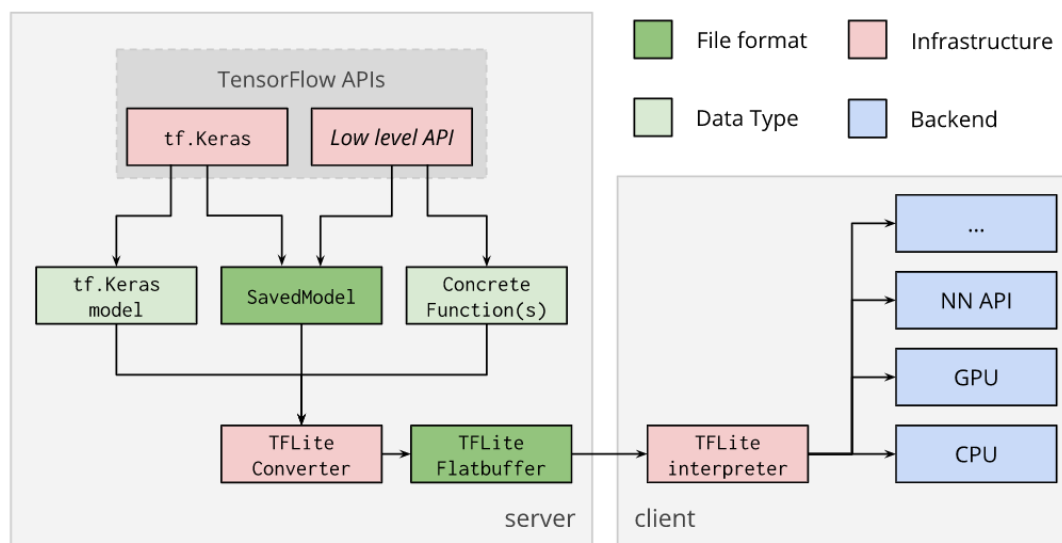 TensorFlow APIs
tf.Keras
Low level API
tf.Keras
model
SavedModel
Concrete
Function(s)
TFLite
Converter
TFLite
Flatbuffer
server
File format
Infrastructure
Data Type
Backend
...
NN API
GPU
CPU
TFLite
interpreter
client